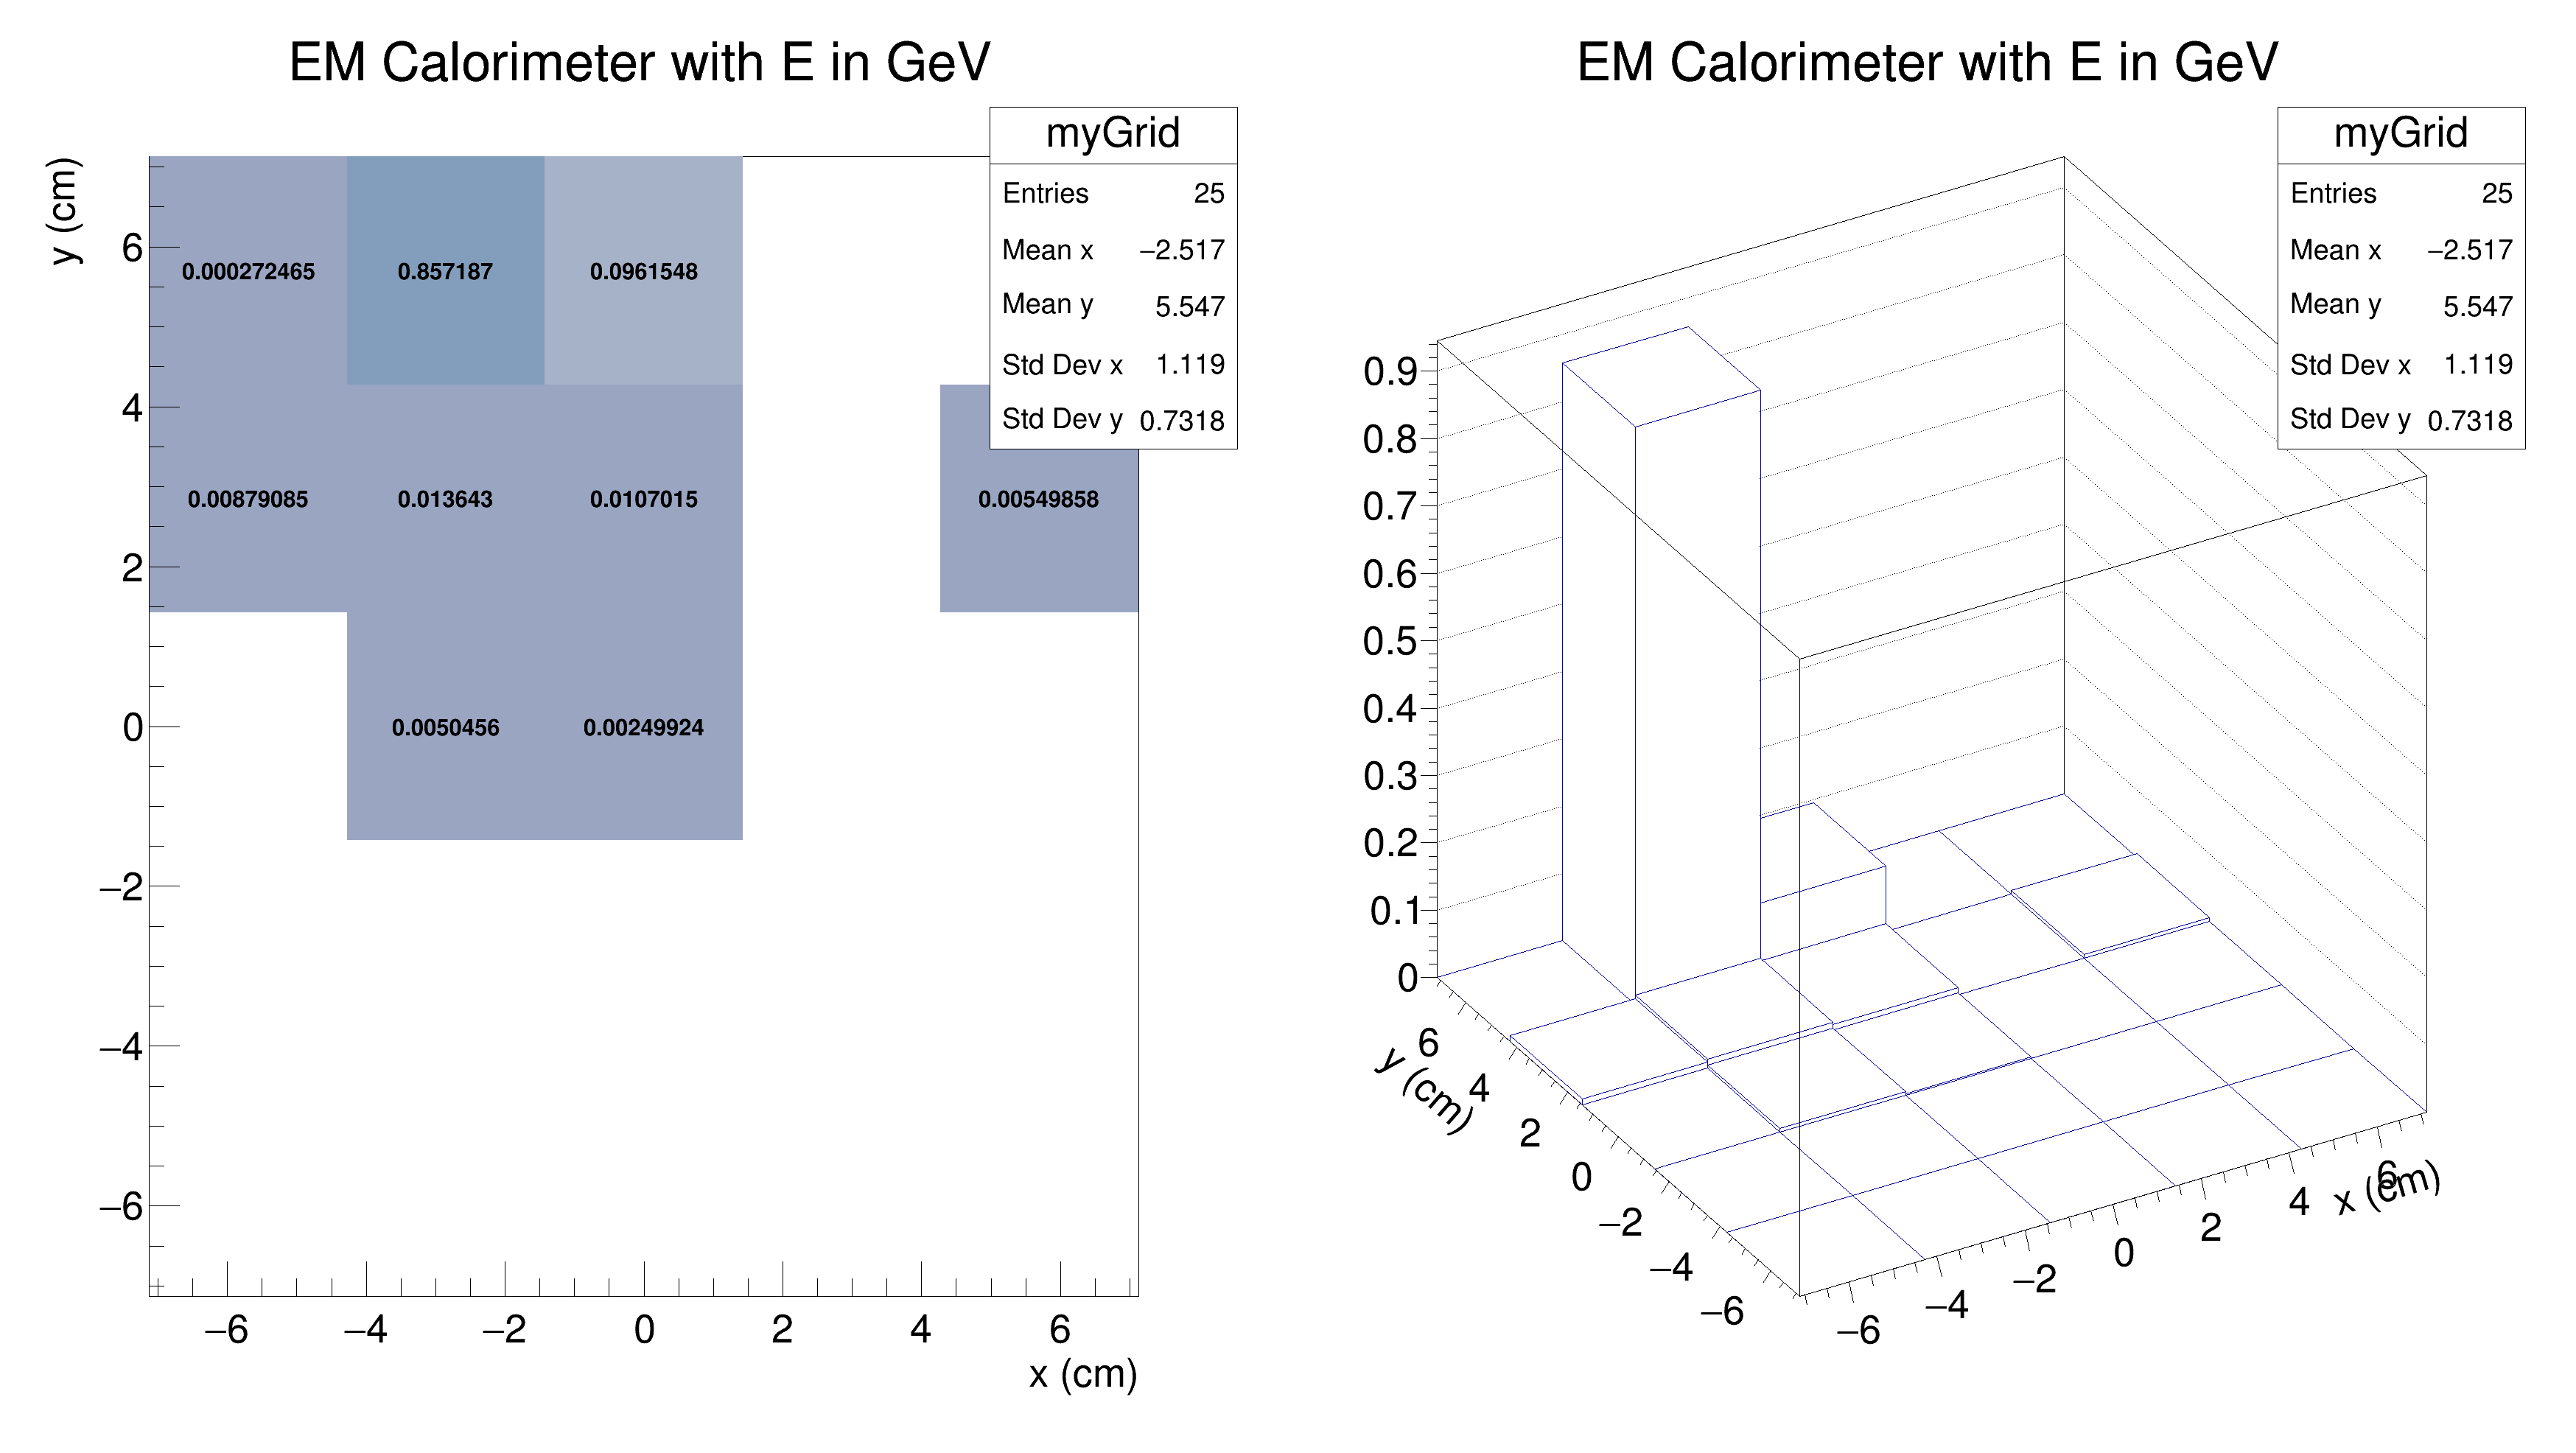 EM Calorimeter with E in GeV
myGrid
Entries 25
Mean x −2.517
Mean y 5.547
Std Dev x 1.119
Std Dev y 0.7318
y (cm)
6
4
2
0
−2
−4
−6
0.000272465 0.857187 0.0961548
0.00879085 0.013643 0.0107015 0.00549858
0.0050456 0.00249924
−6 −4 −2 0 2 4 6
x (cm)
EM Calorimeter with E in GeV
myGrid
Entries 25
Mean x −2.517
Mean y 5.547
Std Dev x 1.119
Std Dev y 0.7318
0.9
0.8
0.7
0.6
0.5
0.4
0.3
0.2
0.1
0
y (cm)
6
4
2
0
−2
−4
−6
−6 −4 −2 0 2 4 6
x (cm)